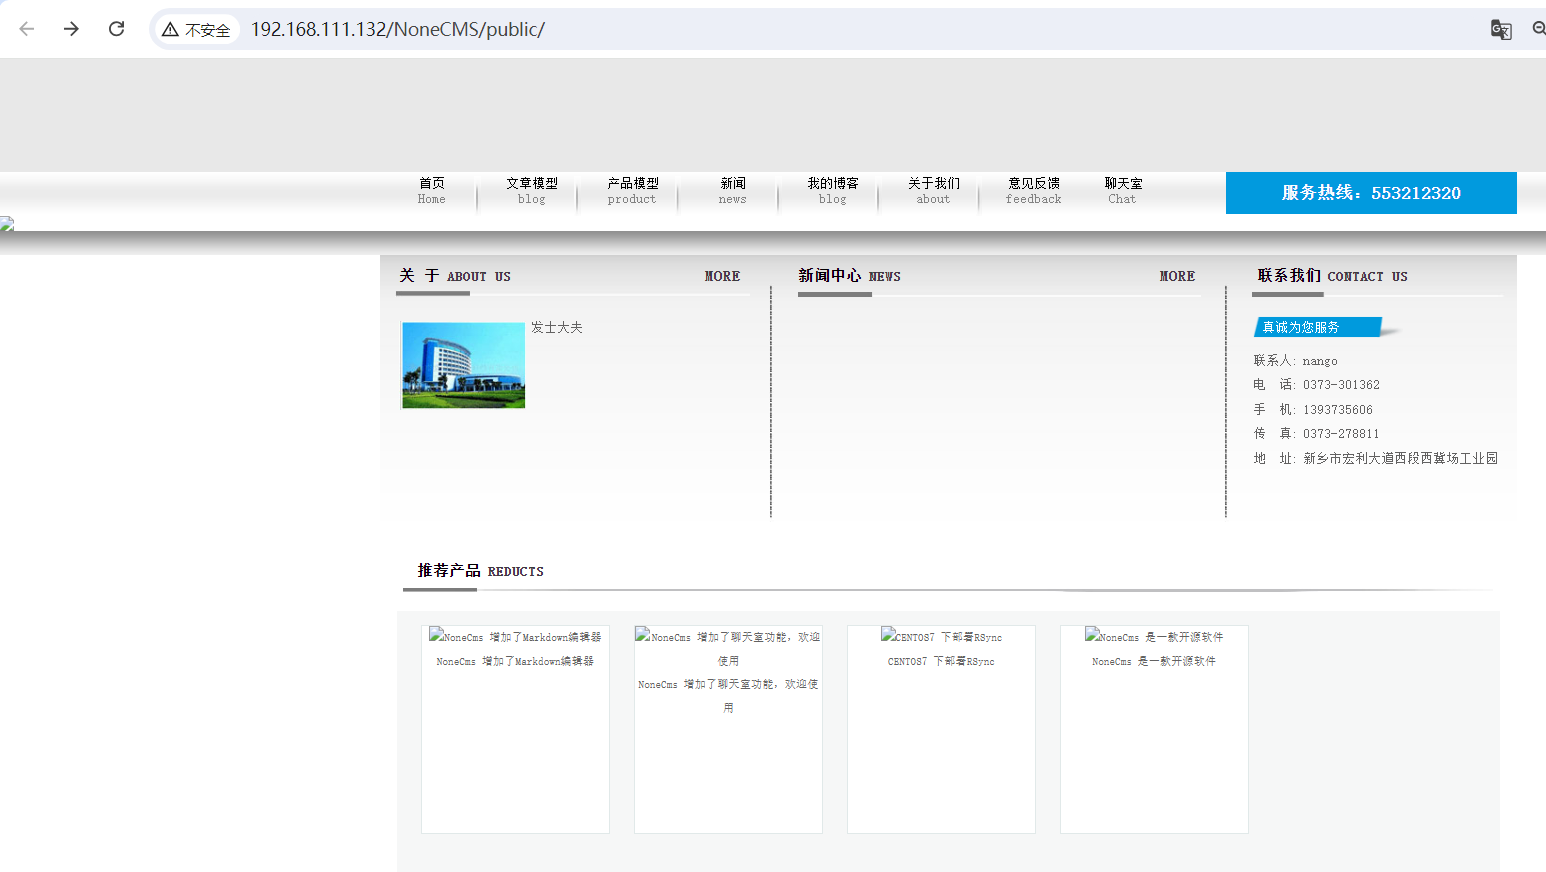 不安全 192.168.111.132/NoneCMS/public/
首页 文章模型 产品模型 新闻 我的博客 关于我们 意见反馈 聊天室
Home blog product news blog about feedback Chat
服务热线：553212320
关 于 ABOUT US MORE
发士大夫
新闻中心 NEWS MORE
联系我们 CONTACT US
真诚为您服务
联系人: nango
电 话: 0373-301362
手 机: 1393735606
传 真: 0373-278811
地 址: 新乡市宏利大道西段西冀场工业园
推荐产品 REDUCTS
NoneCms 增加了Markdown编辑器
NoneCms 增加了Markdown编辑器
NoneCms 增加了聊天室功能，欢迎
使用
NoneCms 增加了聊天室功能，欢迎使
用
CENTOS7 下部署RSync
CENTOS7 下部署RSync
NoneCms 是一款开源软件
NoneCms 是一款开源软件